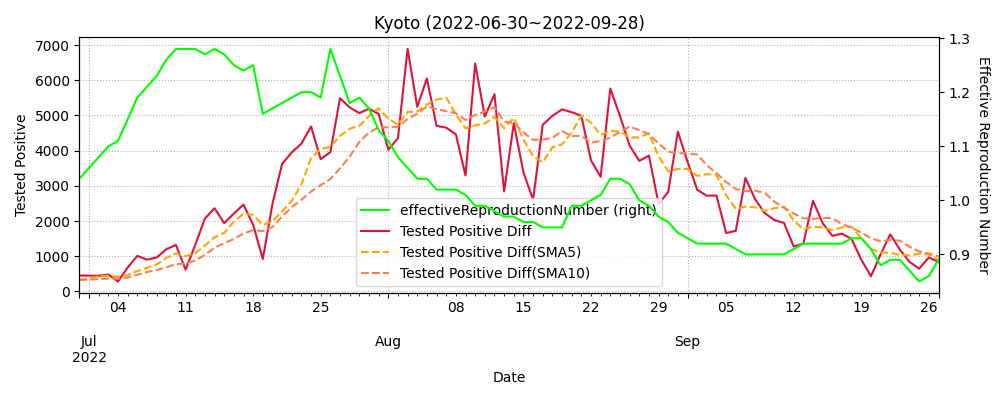 Kyoto (2022-06-30~2022-09-28)
7000
6000
5000
4000
3000
2000
1000
0
Tested Positive
1.3
1.2
1.1
1.0
0.9
Effective Reproduction Number
effectiveReproductionNumber (right)
Tested Positive Diff
Tested Positive Diff(SMA5)
Tested Positive Diff(SMA10)
04 11 18 25 08 15 22 29 05 12 19 26
Jul Aug Sep
2022
Date